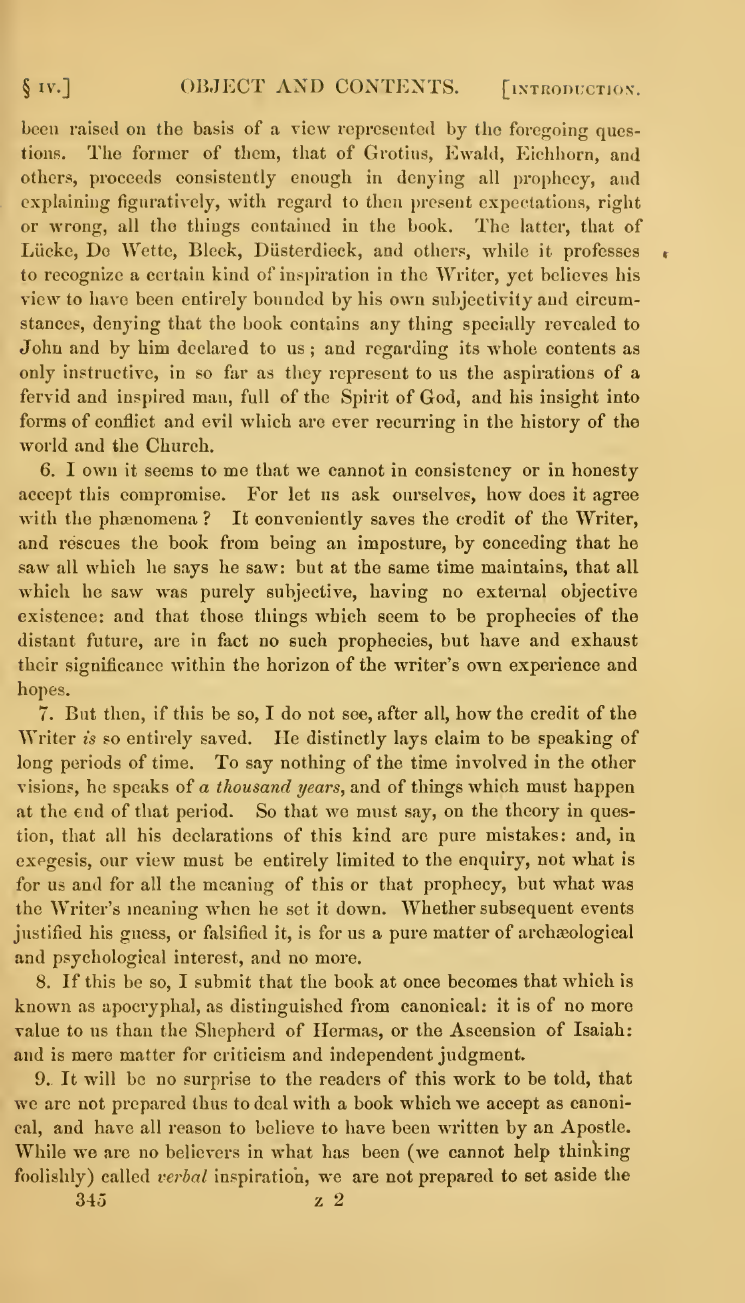 § IV.] OBJECT AND CONTENTS. [INTRODUCTION.
been raised on the basis of a view represented by the foregoing ques-
tions. The former of them, that of Grotius, Ewald, Eichhorn, and
others, proceeds consistently enough in denying all prophecy, and
explaining figuratively, with regard to then present expectations, right
or wrong, all the things contained in the book. The latter, that of
Lücke, De Wette, Bleek, Düsterdieck, and others, while it professes
to recognize a certain kind of inspiration in the Writer, yet believes his
view to have been entirely bounded by his own subjectivity and circum-
stances, denying that the book contains any thing specially revealed to
John and by him declared to us ; and regarding its whole contents as
only instructive, in so far as they represent to us the aspirations of a
fervid and inspired man, full of the Spirit of God, and his insight into
forms of conflict and evil which are ever recurring in the history of the
world and the Church.
6. I own it seems to me that we cannot in consistency or in honesty
accept this compromise. For let us ask ourselves, how does it agree
with the phænomena ? It conveniently saves the credit of the Writer,
and rescues the book from being an imposture, by conceding that he
saw all which he says he saw: but at the same time maintains, that all
which he saw was purely subjective, having no external objective
existence: and that those things which seem to be prophecies of the
distant future, are in fact no such prophecies, but have and exhaust
their significance within the horizon of the writer's own experience and
hopes.
7. But then, if this be so, I do not see, after all, how the credit of the
Writer is so entirely saved. He distinctly lays claim to be speaking of
long periods of time. To say nothing of the time involved in the other
visions, he speaks of a thousand years, and of things which must happen
at the end of that period. So that we must say, on the theory in ques-
tion, that all his declarations of this kind are pure mistakes: and, in
exegesis, our view must be entirely limited to the enquiry, not what is
for us and for all the meaning of this or that prophecy, but what was
the Writer's meaning when he set it down. Whether subsequent events
justified his guess, or falsified it, is for us a pure matter of archæological
and psychological interest, and no more.
8. If this be so, I submit that the book at once becomes that which is
known as apocryphal, as distinguished from canonical: it is of no more
value to us than the Shepherd of Hermas, or the Ascension of Isaiah:
and is mere matter for criticism and independent judgment.
9. It will be no surprise to the readers of this work to be told, that
we are not prepared thus to deal with a book which we accept as canoni-
cal, and have all reason to believe to have been written by an Apostle.
While we are no believers in what has been (we cannot help thinking
foolishly) called verbal inspiration, we are not prepared to set aside the
345 z 2